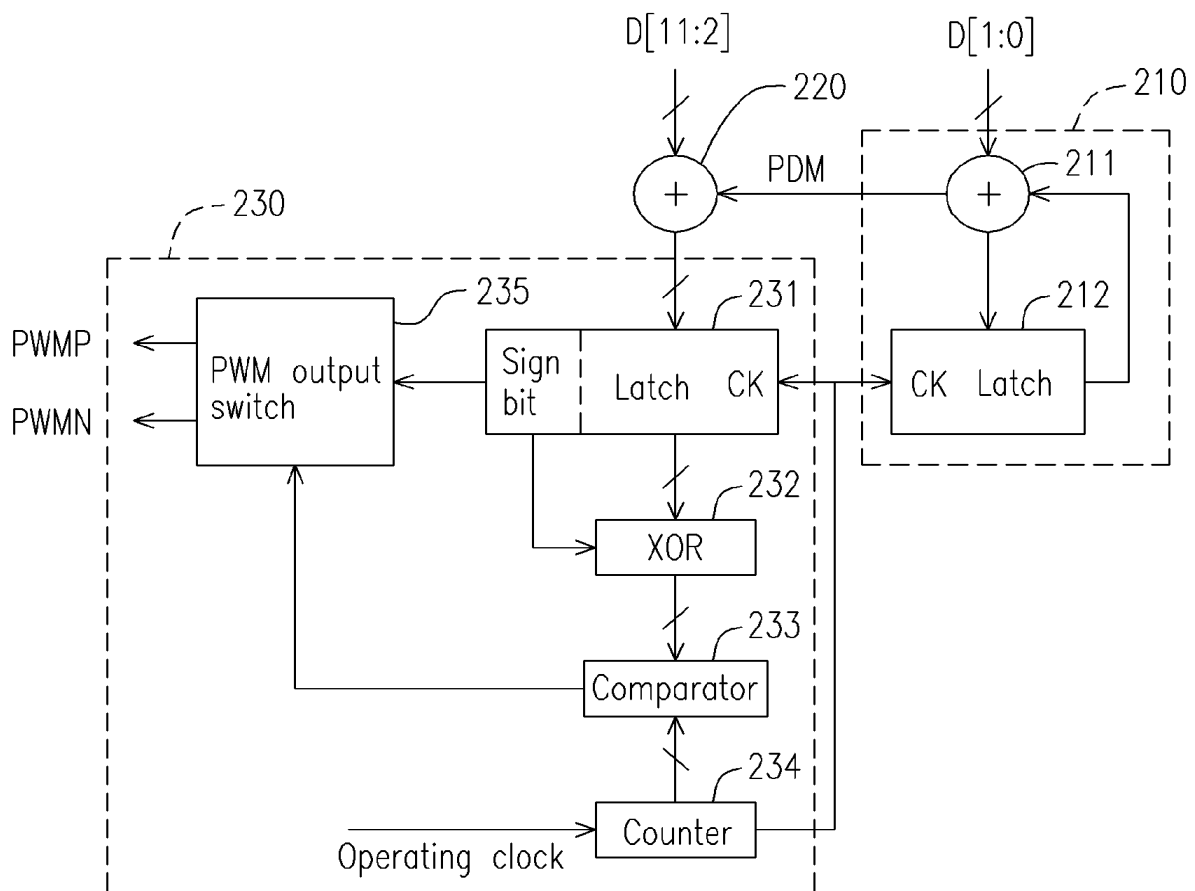 D[11:2]
D[1:0]
220
210
PDM
211
+
+
230
235
231
212
PWMP
PWMN
PWM output
switch
Sign
bit
Latch
CK
CK
Latch
232
XOR
233
Comparator
234
Counter
Operating clock